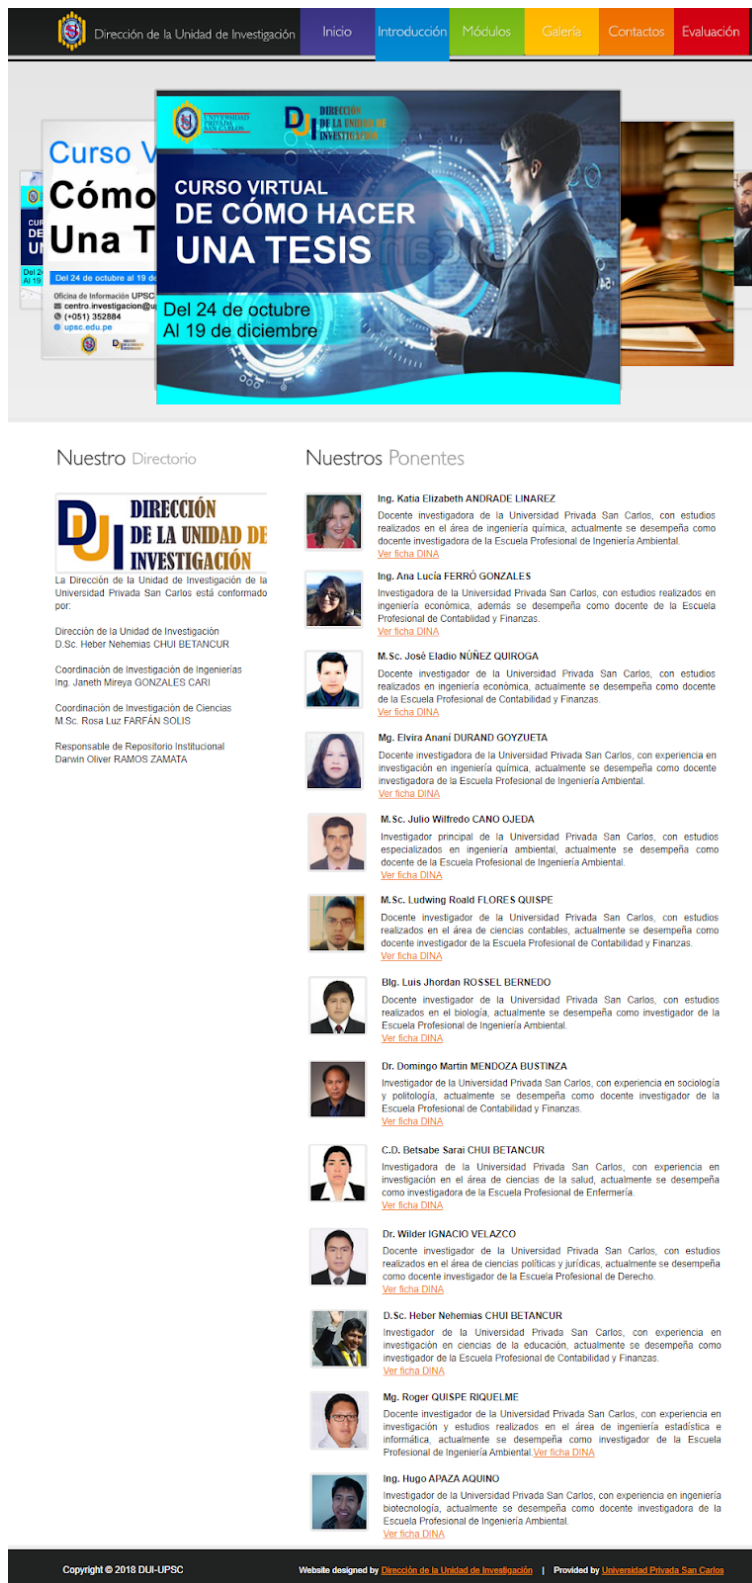 Dirección de la Unidad de Investigación
Inicio
Introducción
Módulos
Galería
Contactos
Evaluación
Curso V
Cómo
Una T
Del 24 de octubre al 19 de
Oficina de Información UPSC
centro.investigacion@up
(+051) 352884
upsc.edu.pe
UNIVERSIDAD
PRIVADA
SAN CARLOS
DUI
DIRECCIÓN
DE LA UNIDAD DE
INVESTIGACIÓN
CURSO VIRTUAL
DE CÓMO HACER
UNA TESIS
Del 24 de octubre
Al 19 de diciembre
Nuestro Directorio
DUI
DIRECCIÓN
DE LA UNIDAD DE
INVESTIGACIÓN
La Dirección de la Unidad de Investigación de la
Universidad Privada San Carlos está conformado
por:
Dirección de la Unidad de Investigación
D.Sc. Heber Nehemias CHUI BETANCUR
Coordinación de Investigación de Ingenierías
Ing. Janeth Mireya GONZALES CARI
Coordinación de Investigación de Ciencias
M.Sc. Rosa Luz FARFÁN SOLIS
Responsable de Repositorio Institucional
Darwin Oliver RAMOS ZAMATA
Nuestros Ponentes
Ing. Katia Elizabeth ANDRADE LINAREZ
Docente investigadora de la Universidad Privada San Carlos, con estudios
realizados en el área de ingeniería química, actualmente se desempeña como
docente investigadora de la Escuela Profesional de Ingeniería Ambiental.
Ver ficha DINA
Ing. Ana Lucía FERRÓ GONZALES
Investigadora de la Universidad Privada San Carlos, con estudios realizados en
ingeniería económica, además se desempeña como docente de la Escuela
Profesional de Contablidad y Finanzas.
Ver ficha DINA
M.Sc. José Eladio NÚÑEZ QUIROGA
Docente investigador de la Universidad Privada San Carlos, con estudios
realizados en ingeniería económica, actualmente se desempeña como docente
de la Escuela Profesional de Contabilidad y Finanzas.
Ver ficha DINA
Mg. Elvira Ananí DURAND GOYZUETA
Docente investigadora de la Universidad Privada San Carlos, con experiencia en
investigación en ingeniería química, actualmente se desempeña como docente
investigadora de la Escuela Profesional de Ingeniería Ambiental.
Ver ficha DINA
M.Sc. Julio Wilfredo CANO OJEDA
Investigador principal de la Universidad Privada San Carlos, con estudios
especializados en ingeniería ambiental, actualmente se desempeña como
docente de la Escuela Profesional de Ingeniería Ambiental.
Ver ficha DINA
M.Sc. Ludwing Roald FLORES QUISPE
Docente investigador de la Universidad Privada San Carlos, con estudios
realizados en el área de ciencias contables, actualmente se desempeña como
docente investigador de la Escuela Profesional de Contabilidad y Finanzas.
Ver ficha DINA
Blg. Luis Jhordan ROSSEL BERNEDO
Docente investigador de la Universidad Privada San Carlos, con estudios
realizados en el biología, actualmente se desempeña como investigador de la
Escuela Profesional de Ingeniería Ambiental.
Ver ficha DINA
Dr. Domingo Martin MENDOZA BUSTINZA
Investigador de la Universidad Privada San Carlos, con experiencia en sociología
y politología, actualmente se desempeña como docente investigador de la
Escuela Profesional de Contabilidad y Finanzas.
Ver ficha DINA
C.D. Betsabe Sarai CHUI BETANCUR
Investigadora de la Universidad Privada San Carlos, con experiencia en
investigación en el área de ciencias de la salud, actualmente se desempeña
como investigadora de la Escuela Profesional de Enfermería.
Ver ficha DINA
Dr. Wilder IGNACIO VELAZCO
Docente investigador de la Universidad Privada San Carlos, con estudios
realizados en el área de ciencias políticas y jurídicas, actualmente se desempeña
como docente investigador de la Escuela Profesional de Derecho.
Ver ficha DINA
D.Sc. Heber Nehemias CHUI BETANCUR
Investigador de la Universidad Privada San Carlos, con experiencia en
investigación en ciencias de la educación, actualmente se desempeña como
investigador de la Escuela Profesional de Contabilidad y Finanzas.
Ver ficha DINA
Mg. Roger QUISPE RIQUELME
Docente investigador de la Universidad Privada San Carlos, con experiencia en
investigación y estudios realizados en el área de ingeniería estadística e
informática, actualmente se desempeña como investigador de la Escuela
Profesional de Ingeniería Ambiental.Ver ficha DINA
Ing. Hugo APAZA AQUINO
Investigador de la Universidad Privada San Carlos, con experiencia en ingeniería
biotecnología, actualmente se desempeña como docente investigadora de la
Escuela Profesional de Ingeniería Ambiental.
Ver ficha DINA
Copyright © 2018 DUI-UPSC
Website designed by Dirección de la Unidad de Investigación | Provided by Universidad Privada San Carlos